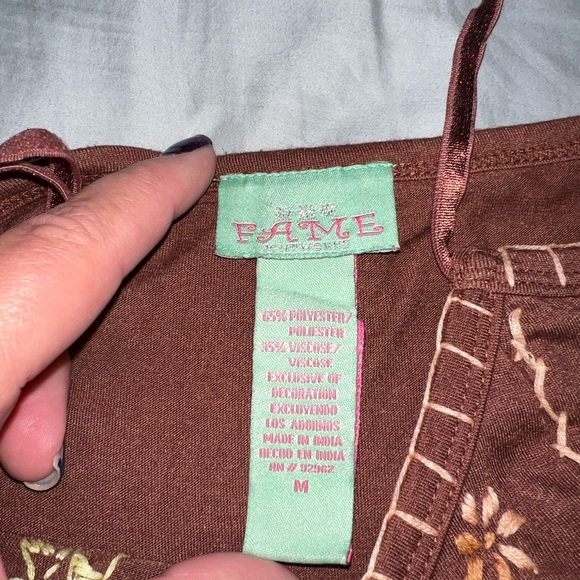 FAME
65% POLYESTER/
POLIESTER
35% VISCOSE/
VISCOSE
EXCLUSIVE OF
DECORATION
EXCLUYENDO
LOS ADORNOS
MADE IN INDIA
HECHO EN INDIA
RN # 92962
M